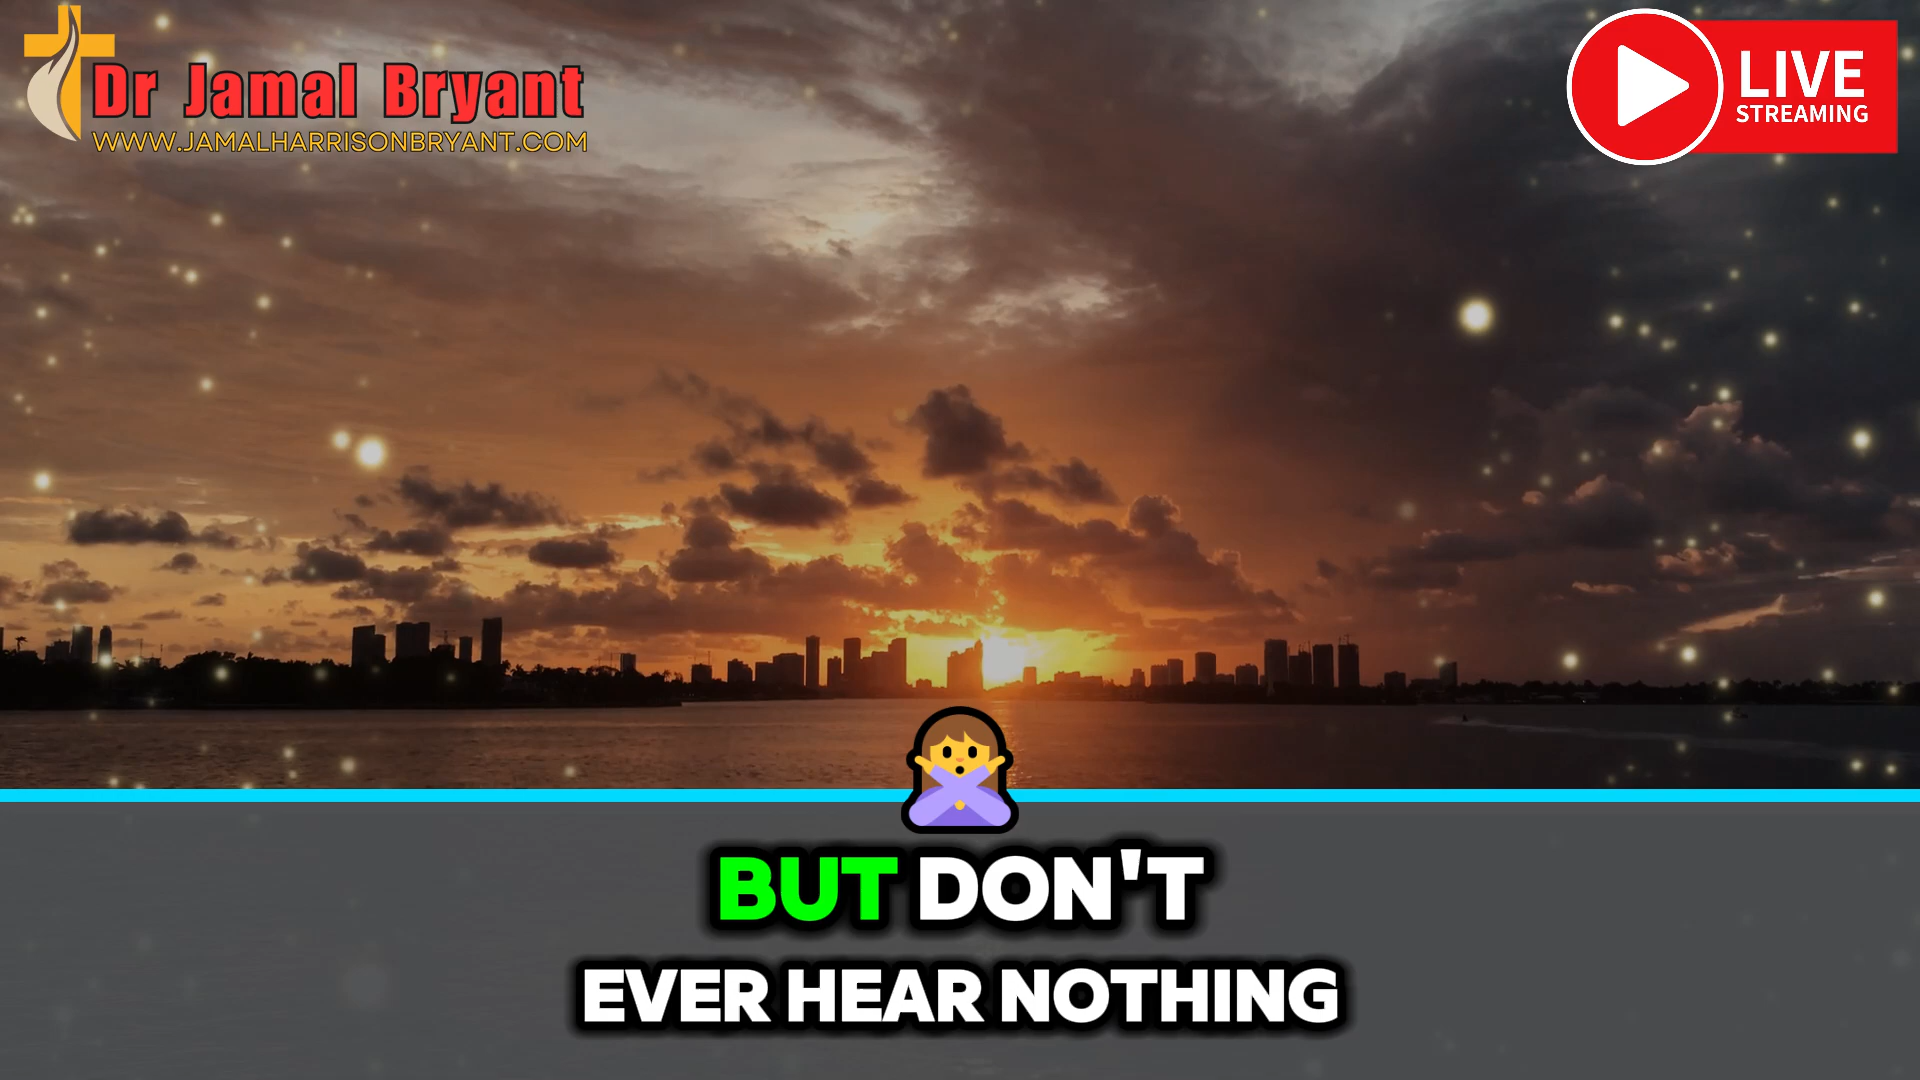 Dr Jamal Bryant
WWW.JAMALHARRISONBRYANT.COM
LIVE
STREAMING
BUT DON'T
EVER HEAR NOTHING